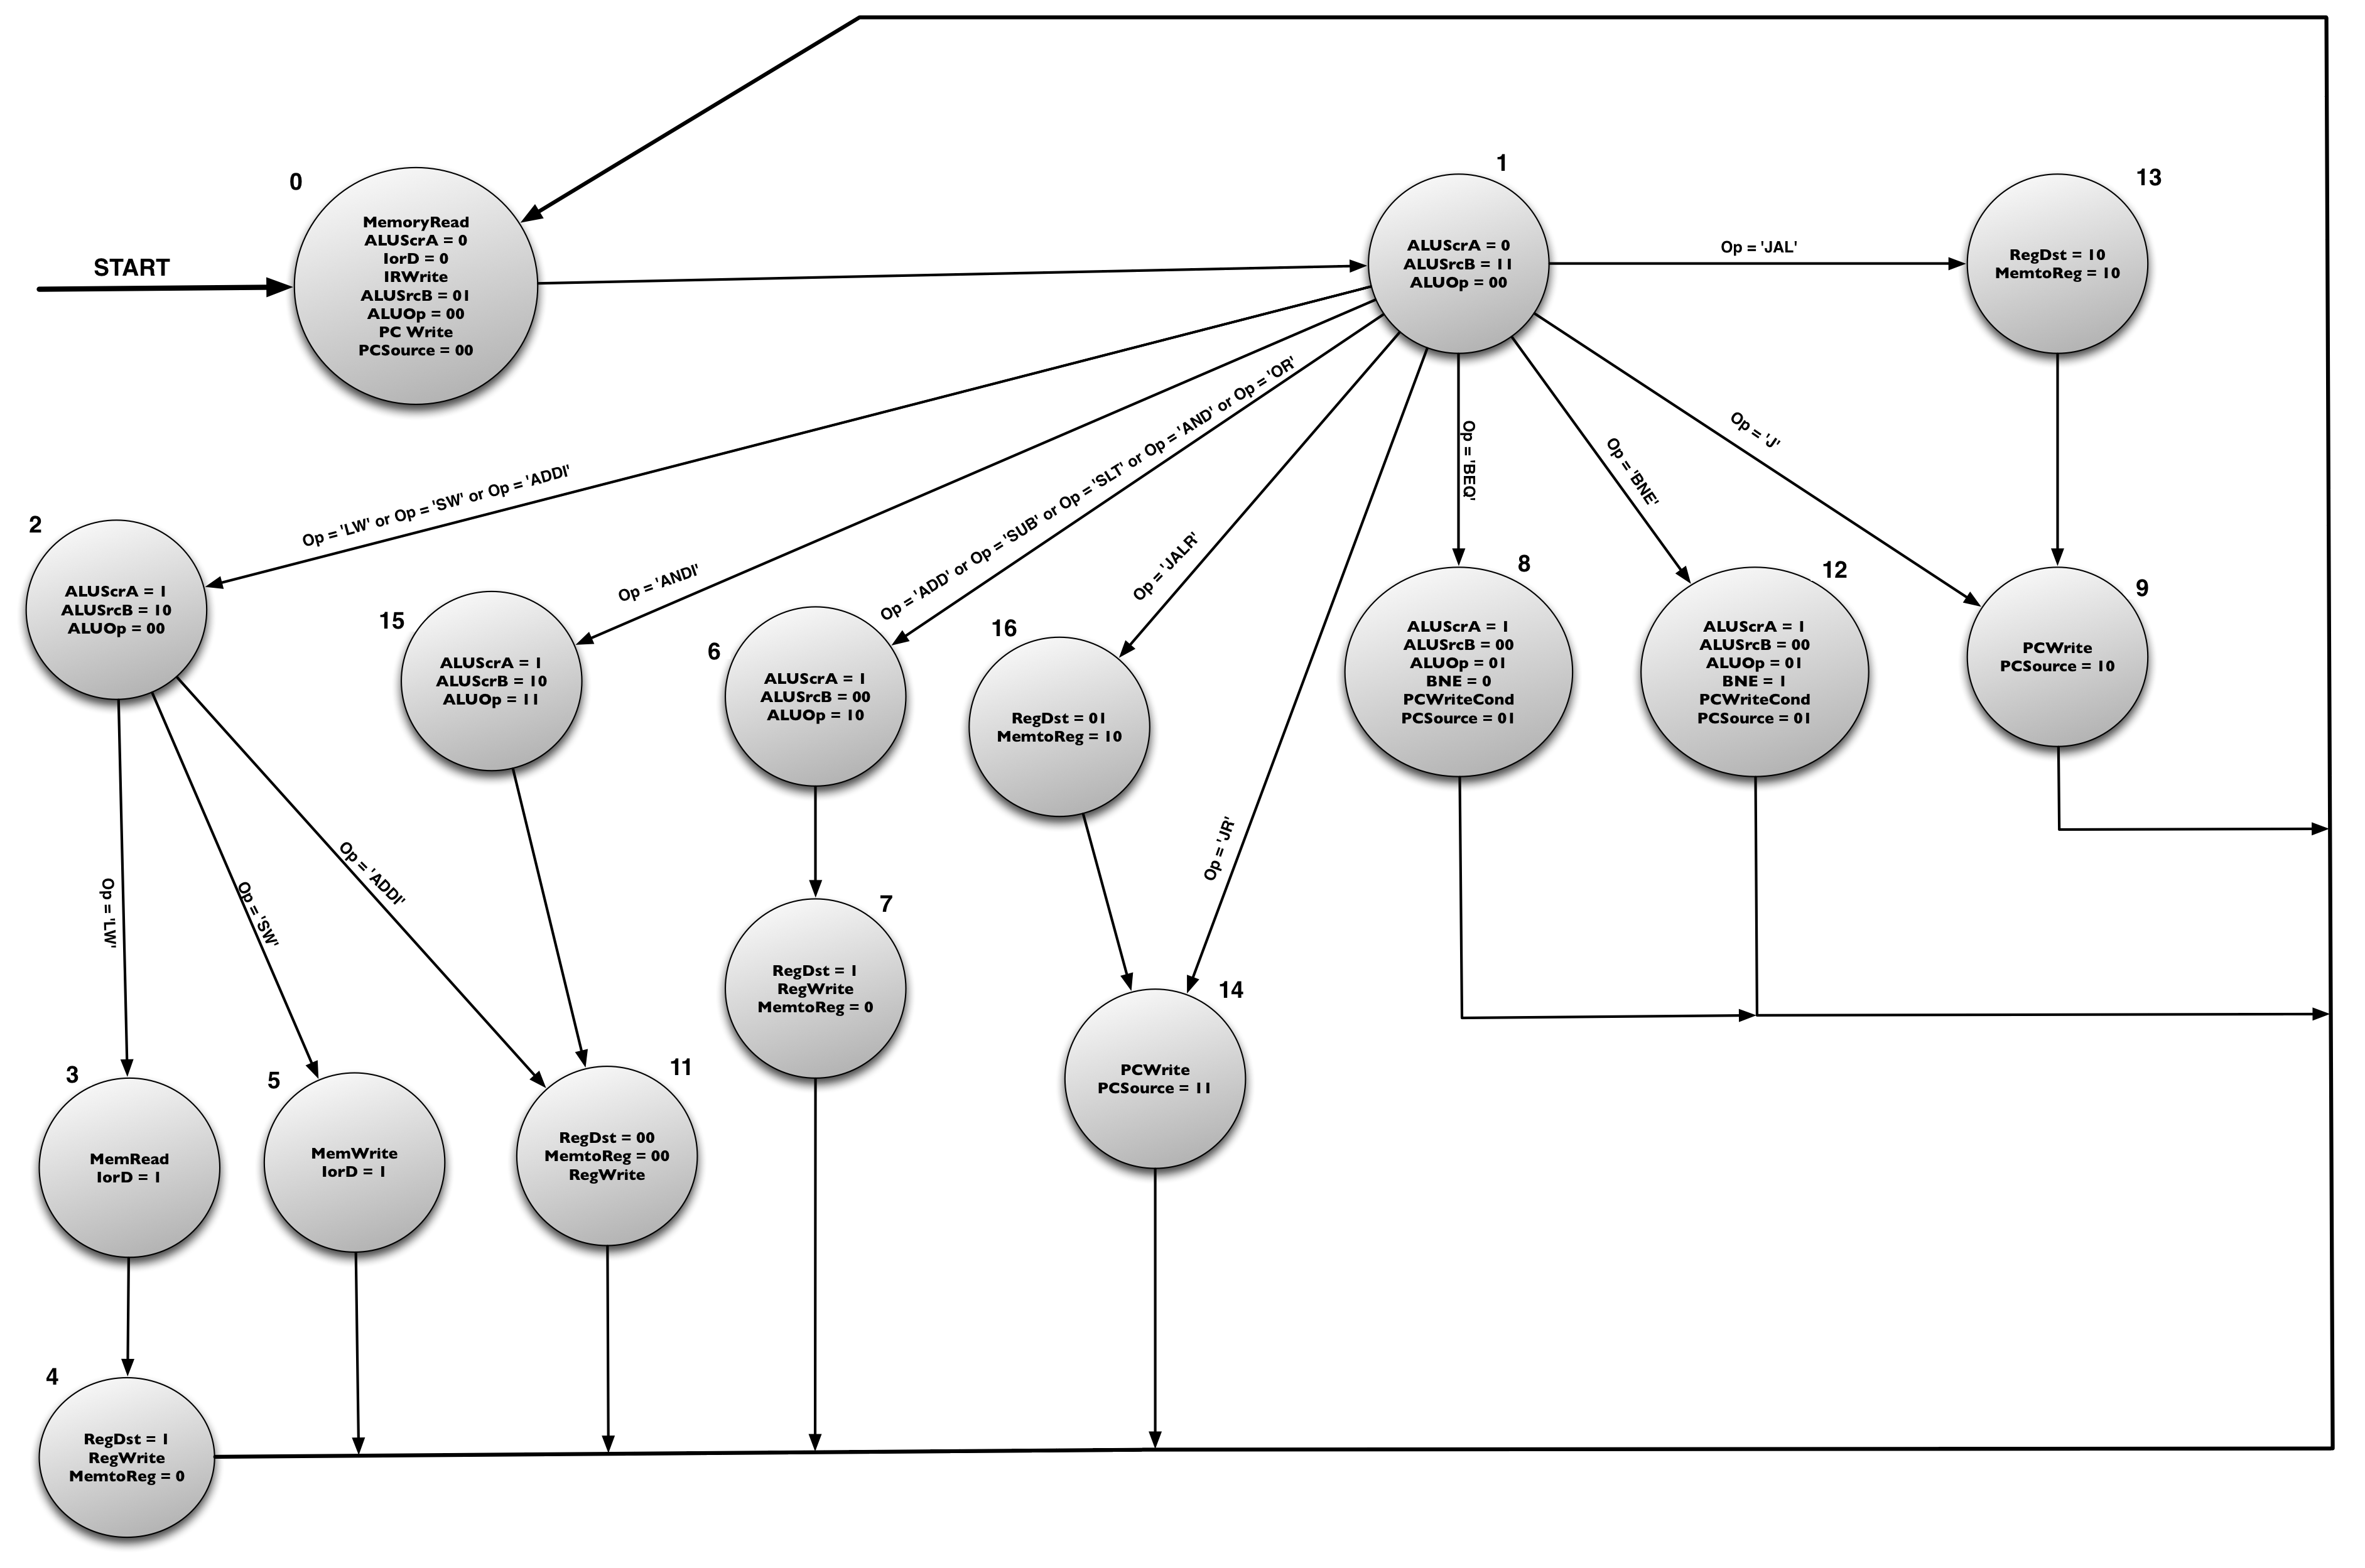 START
0
MemoryRead
ALUScrA = 0
IorD = 0
IRWrite
ALUSrcB = 01
ALUOp = 00
PC Write
PCSource = 00
1
ALUScrA = 0
ALUSrcB = 11
ALUOp = 00
Op = 'JAL'
13
RegDst = 10
MemtoReg = 10
Op = 'LW' or Op = 'SW' or Op = 'ADDI'
Op = 'ANDI'
Op = 'ADD' or Op = 'SUB' or Op = 'SLT' or Op = 'AND' or Op = 'OR'
Op = 'JALR'
Op = 'JR'
Op = 'BEQ'
Op = 'BNE'
Op = 'J'
2
ALUScrA = 1
ALUSrcB = 10
ALUOp = 00
15
ALUScrA = 1
ALUScrB = 10
ALUOp = 11
6
ALUScrA = 1
ALUSrcB = 00
ALUOp = 10
16
RegDst = 01
MemtoReg = 10
8
ALUScrA = 1
ALUSrcB = 00
ALUOp = 01
BNE = 0
PCWriteCond
PCSource = 01
12
ALUScrA = 1
ALUSrcB = 00
ALUOp = 01
BNE = 1
PCWriteCond
PCSource = 01
9
PCWrite
PCSource = 10
Op = 'LW'
Op = 'SW'
Op = 'ADDI'
7
RegDst = 1
RegWrite
MemtoReg = 0
14
PCWrite
PCSource = 11
3
MemRead
IorD = 1
5
MemWrite
IorD = 1
11
RegDst = 00
MemtoReg = 00
RegWrite
4
RegDst = 1
RegWrite
MemtoReg = 0